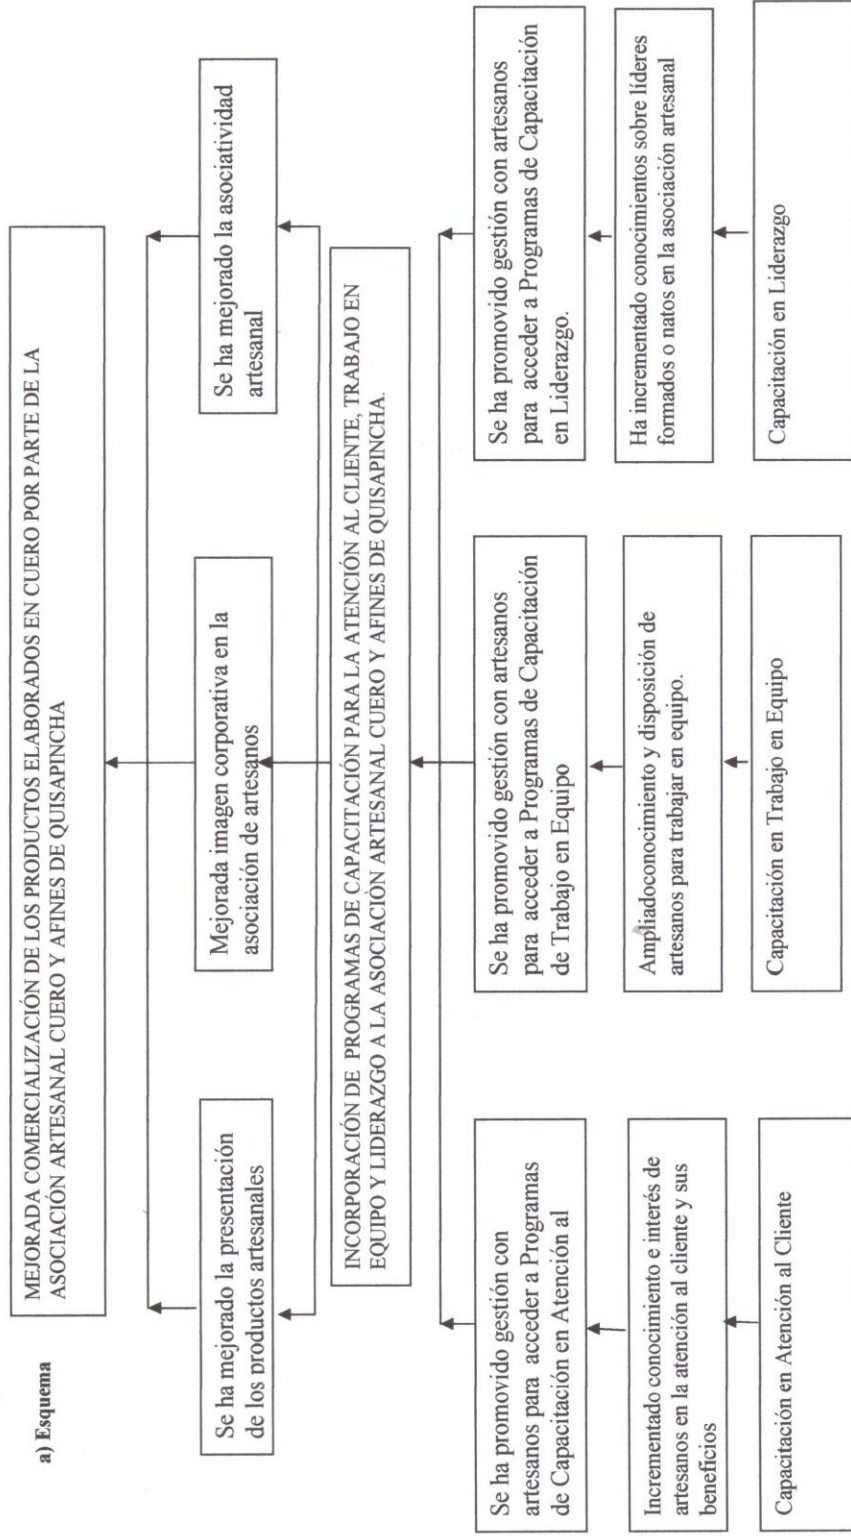 a) Esquema
MEJORADA COMERCIALIZACIÓN DE LOS PRODUCTOS ELABORADOS EN CUERO POR PARTE DE LA
ASOCIACIÓN ARTESANAL CUERO Y AFINES DE QUISAPINCHA
Se ha mejorado la presentación
de los productos artesanales
Mejorada imagen corporativa en la
asociación de artesanos
Se ha mejorado la asociatividad
artesanal
INCORPORACIÓN DE PROGRAMAS DE CAPACITACIÓN PARA LA ATENCIÓN AL CLIENTE, TRABAJO EN
EQUIPO Y LIDERAZGO A LA ASOCIACIÓN ARTESANAL CUERO Y AFINES DE QUISAPINCHA.
Se ha promovido gestión con
artesanos para acceder a Programas
de Capacitación en Atención al
Se ha promovido gestión con artesanos
para acceder a Programas de Capacitación
de Trabajo en Equipo
Se ha promovido gestión con artesanos
para acceder a Programas de Capacitación
en Liderazgo.
Incrementado conocimiento e interés de
artesanos en la atención al cliente y sus
beneficios
Ampliadoconocimiento y disposición de
artesanos para trabajar en equipo.
Ha incrementado conocimientos sobre líderes
formados o natos en la asociación artesanal
Capacitación en Atención al Cliente
Capacitación en Trabajo en Equipo
Capacitación en Liderazgo